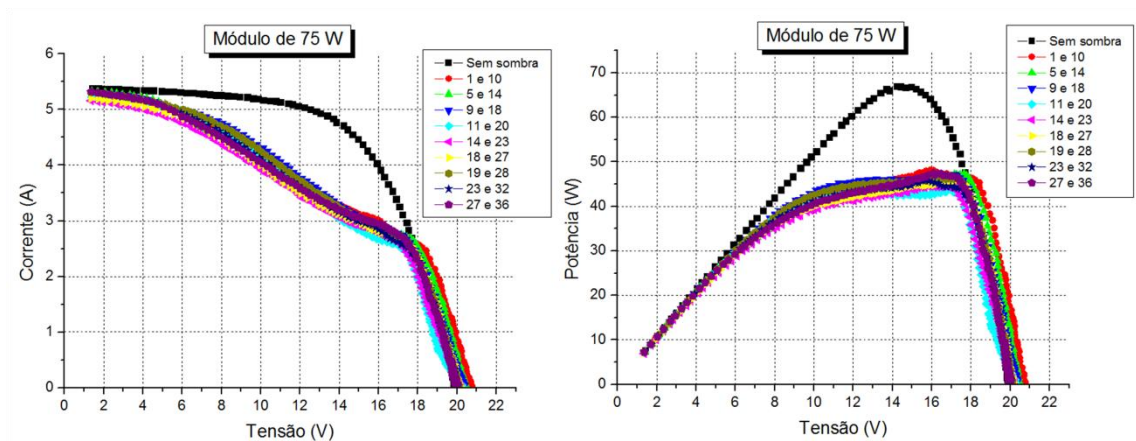 Módulo de 75 W
6
5
4
3
2
1
0
Corrente (A)
0 2 4 6 8 10 12 14 16 18 20 22
Tensão (V)
Sem sombra
1 e 10
5 e 14
9 e 18
11 e 20
14 e 23
18 e 27
19 e 28
23 e 32
27 e 36
Módulo de 75 W
70
60
50
40
30
20
10
0
Potência (W)
0 2 4 6 8 10 12 14 16 18 20 22
Tensão (V)
Sem sombra
1 e 10
5 e 14
9 e 18
11 e 20
14 e 23
18 e 27
19 e 28
23 e 32
27 e 36